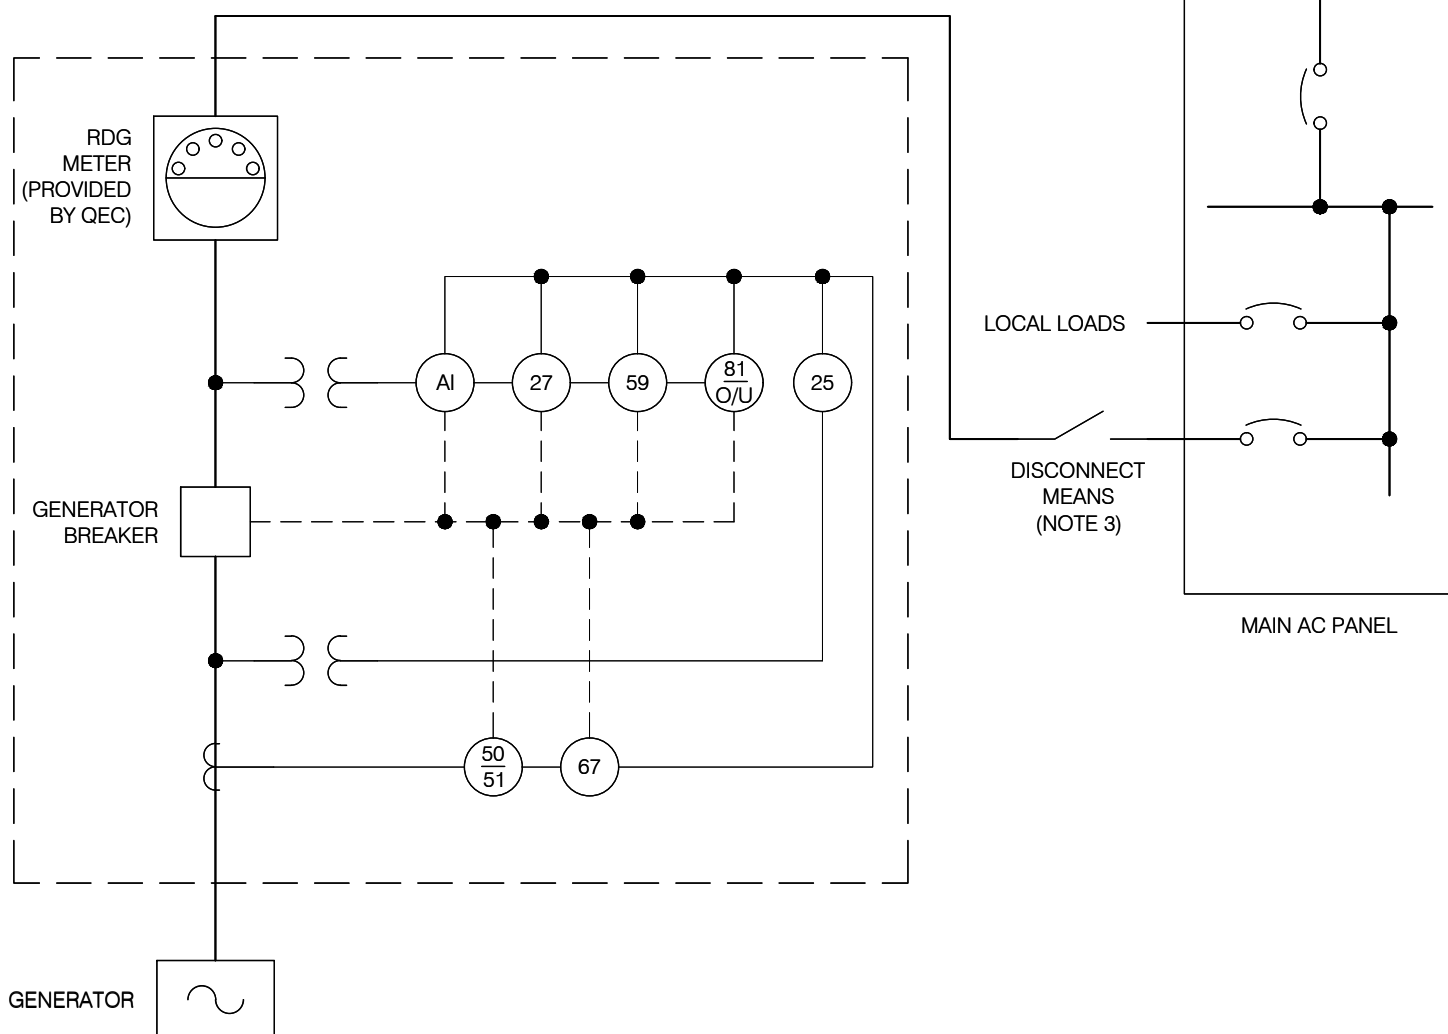 RDG
METER
(PROVIDED
BY QEC)
LOCAL LOADS
AI
27
59
81
O/U
25
DISCONNECT
MEANS
(NOTE 3)
GENERATOR
BREAKER
MAIN AC PANEL
50
51
67
GENERATOR